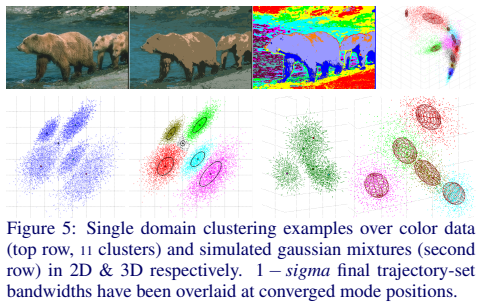 Figure 5: Single domain clustering examples over color data
(top row, 11 clusters) and simulated gaussian mixtures (second
row) in 2D & 3D respectively. 1 − sigma final trajectory-set
bandwidths have been overlaid at converged mode positions.